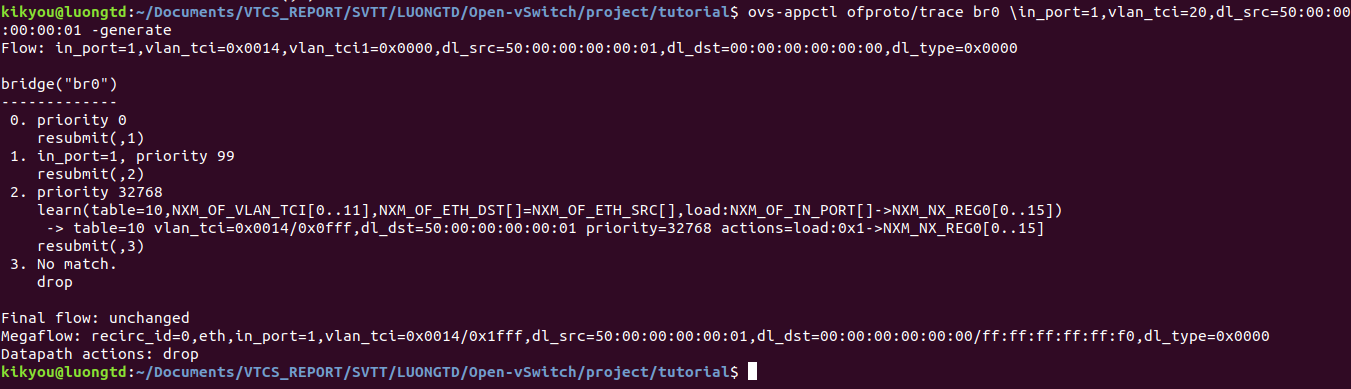 kikyou@luongtd:~/Documents/VTCS_REPORT/SVTT/LUONGTD/Open-vSwitch/project/tutorial$ ovs-appctl ofproto/trace br0 \in_port=1,vlan_tci=20,dl_src=50:00:00
:00:00:01 -generate
Flow: in_port=1,vlan_tci=0x0014,vlan_tci1=0x0000,dl_src=50:00:00:00:00:01,dl_dst=00:00:00:00:00:00,dl_type=0x0000
bridge("br0")
-------------
0. priority 0
resubmit(,1)
1. in_port=1, priority 99
resubmit(,2)
2. priority 32768
learn(table=10,NXM_OF_VLAN_TCI[0..11],NXM_OF_ETH_DST[]=NXM_OF_ETH_SRC[],load:NXM_OF_IN_PORT[]->NXM_NX_REG0[0..15])
-> table=10 vlan_tci=0x0014/0x0fff,dl_dst=50:00:00:00:00:01 priority=32768 actions=load:0x1->NXM_NX_REG0[0..15]
resubmit(,3)
3. No match.
drop
Final flow: unchanged
Megaflow: recirc_id=0,eth,in_port=1,vlan_tci=0x0014/0x1fff,dl_src=50:00:00:00:00:01,dl_dst=00:00:00:00:00:00/ff:ff:ff:ff:ff:f0,dl_type=0x0000
Datapath actions: drop
kikyou@luongtd:~/Documents/VTCS_REPORT/SVTT/LUONGTD/Open-vSwitch/project/tutorial$